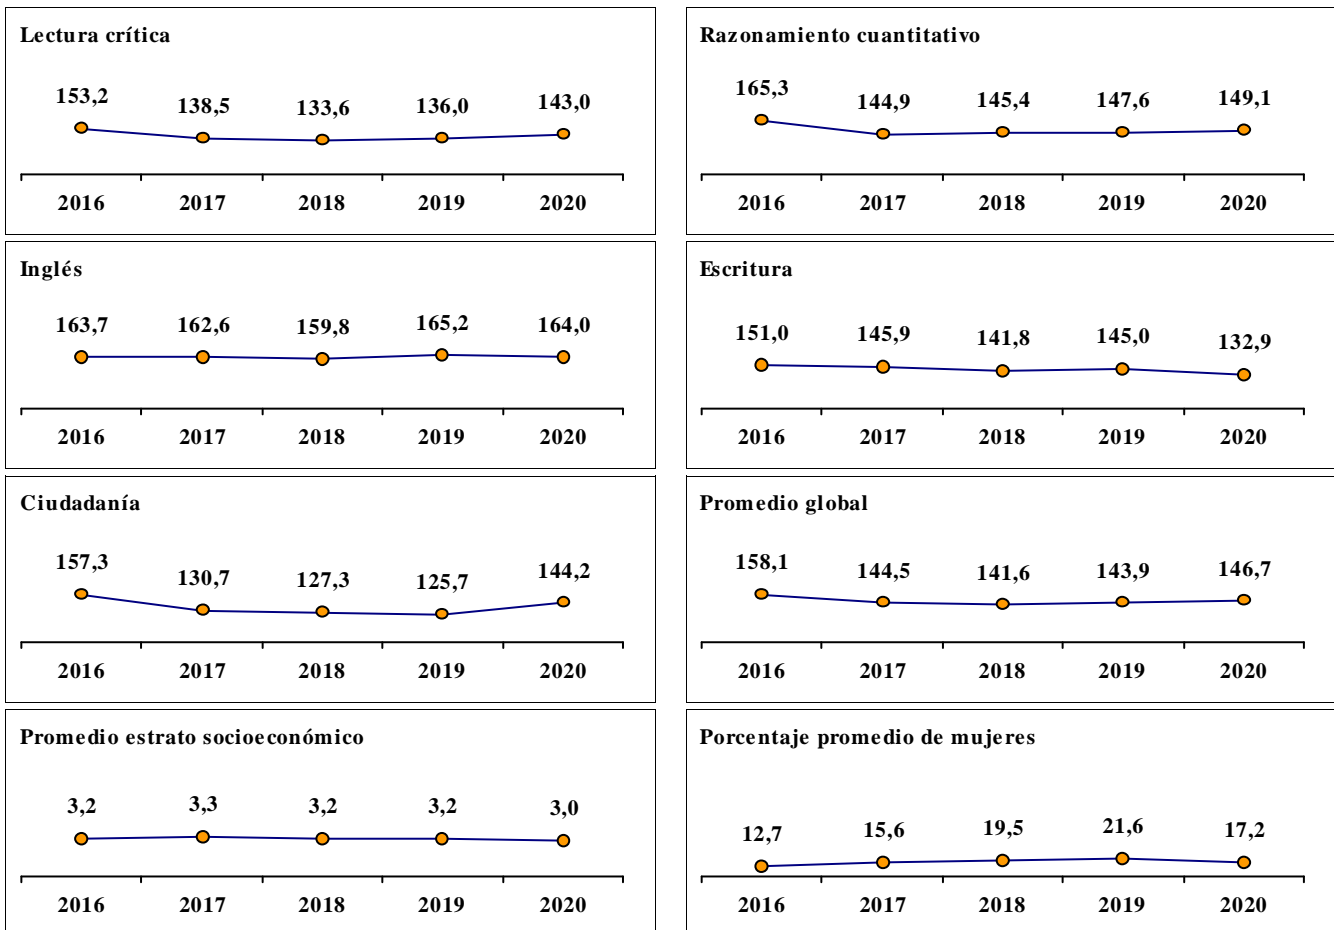 Lectura crítica
153,2 138,5 133,6 136,0 143,0
2016 2017 2018 2019 2020
Razonamiento cuantitativo
165,3 144,9 145,4 147,6 149,1
2016 2017 2018 2019 2020
Inglés
163,7 162,6 159,8 165,2 164,0
2016 2017 2018 2019 2020
Escritura
151,0 145,9 141,8 145,0 132,9
2016 2017 2018 2019 2020
Ciudadanía
157,3 130,7 127,3 125,7 144,2
2016 2017 2018 2019 2020
Promedio global
158,1 144,5 141,6 143,9 146,7
2016 2017 2018 2019 2020
Promedio estrato socioeconómico
3,2 3,3 3,2 3,2 3,0
2016 2017 2018 2019 2020
Porcentaje promedio de mujeres
12,7 15,6 19,5 21,6 17,2
2016 2017 2018 2019 2020